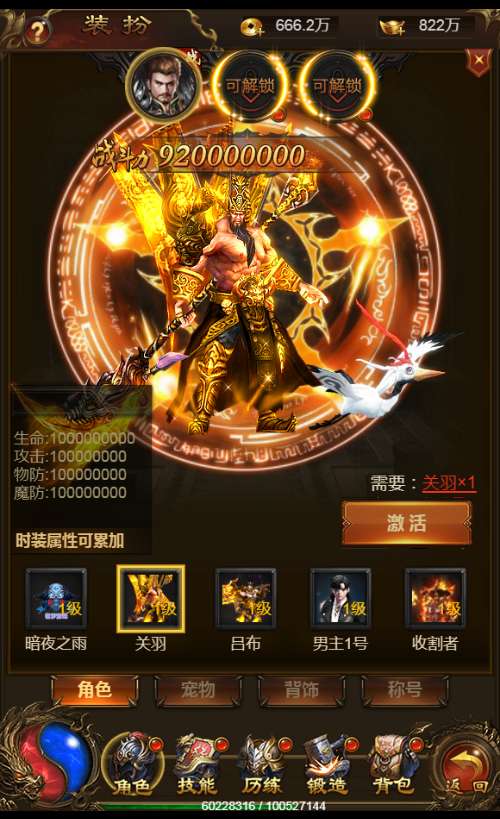 装扮
666.2万
822万
可解锁
可解锁
战斗力 920000000
生命:1000000000
攻击:100000000
物防:100000000
魔防:100000000
时装属性可累加
需要：关羽×1
激活
1级
1级
1级
1级
1级
暗夜之雨
关羽
吕布
男主1号
收割者
角色
宠物
背饰
称号
角色
技能
历练
锻造
背包
返回
60228316 / 100527144